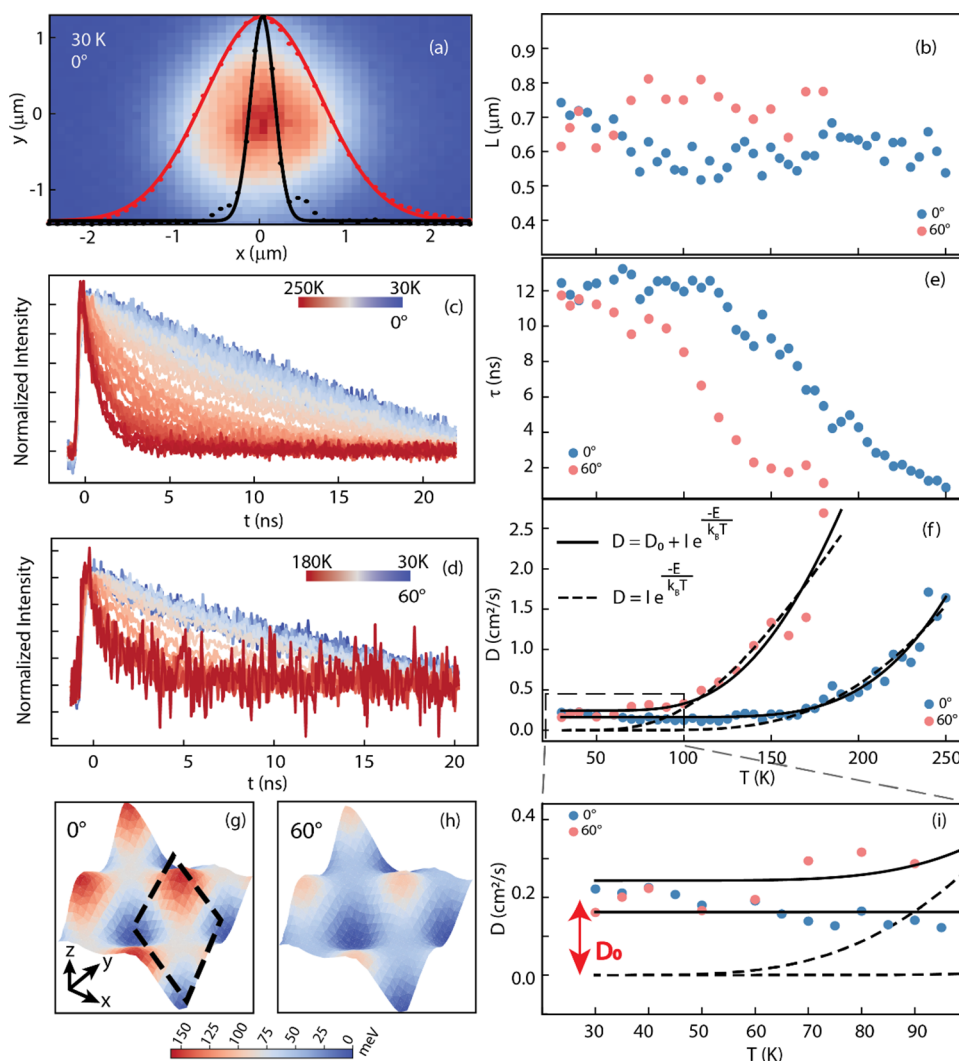 30 K
0°
(a)
y (μm)
1
0
-1
-2
-1
0
1
2
x (μm)
(b)
L (μm)
0.9
0.8
0.7
0.6
0.5
0.4
0°
60°
250K
30K
0°
(c)
Normalized Intensity
0
5
10
15
20
t (ns)
(e)
τ (ns)
12
10
8
6
4
2
0°
60°
180K
30K
60°
(d)
Normalized Intensity
0
5
10
15
20
t (ns)
(f)
D = D₀ + I e^(-E/k_BT)
D = I e^(-E/k_BT)
D (cm²/s)
2.5
2.0
1.5
1.0
0.5
0.0
0°
60°
50
100
150
200
250
T (K)
0°
(g)
z
y
x
60°
(h)
150
125
100
75
50
25
0
meV
0°
60°
(i)
D (cm²/s)
0.4
0.2
0.0
D₀
30
40
50
60
70
80
90
T (K)